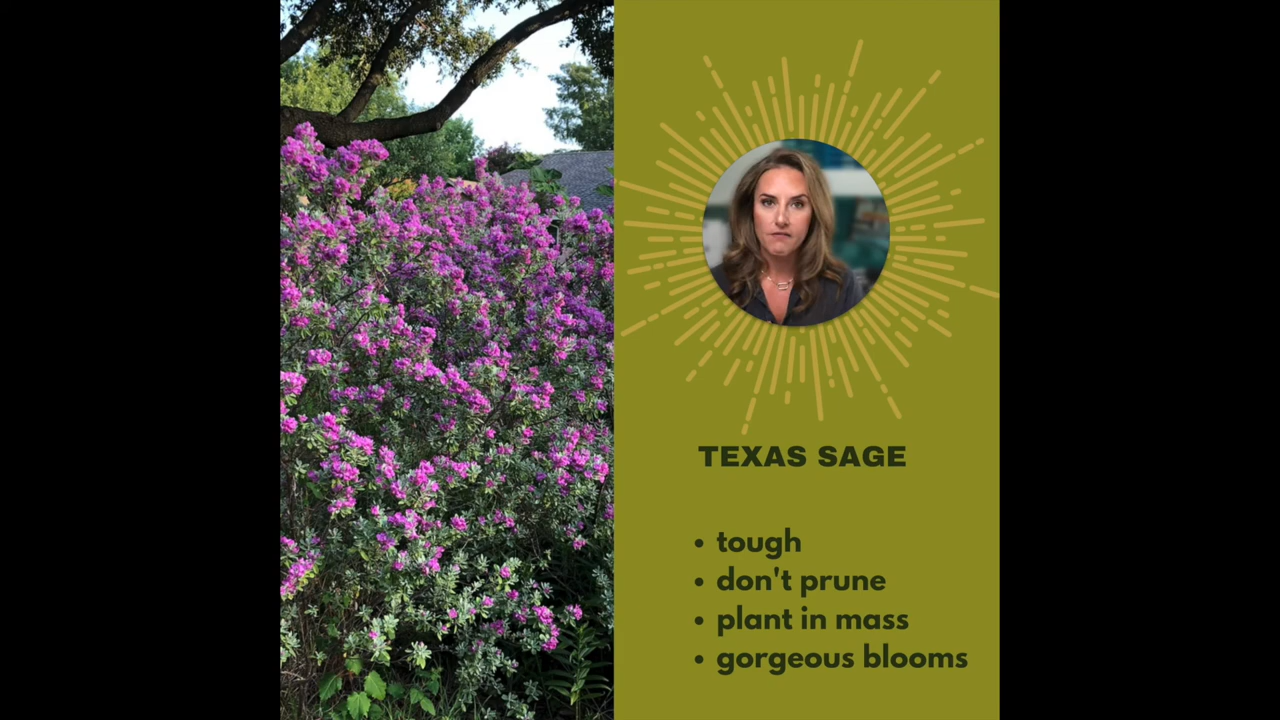 TEXAS SAGE
• tough
• don't prune
• plant in mass
• gorgeous blooms